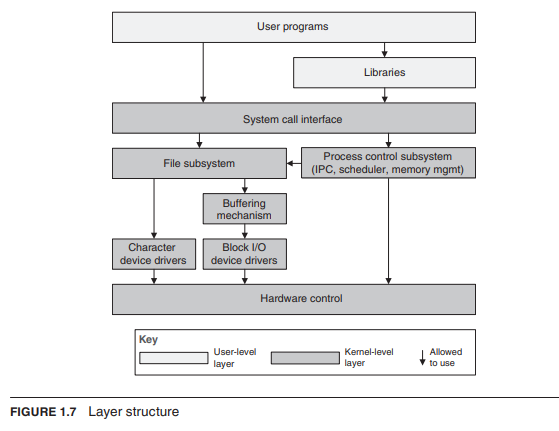 User programs
Libraries
System call interface
File subsystem
Process control subsystem
(IPC, scheduler, memory mgmt)
Buffering
mechanism
Character
device drivers
Block I/O
device drivers
Hardware control
Key
User-level
layer
Kernel-level
layer
Allowed
to use
FIGURE 1.7 Layer structure